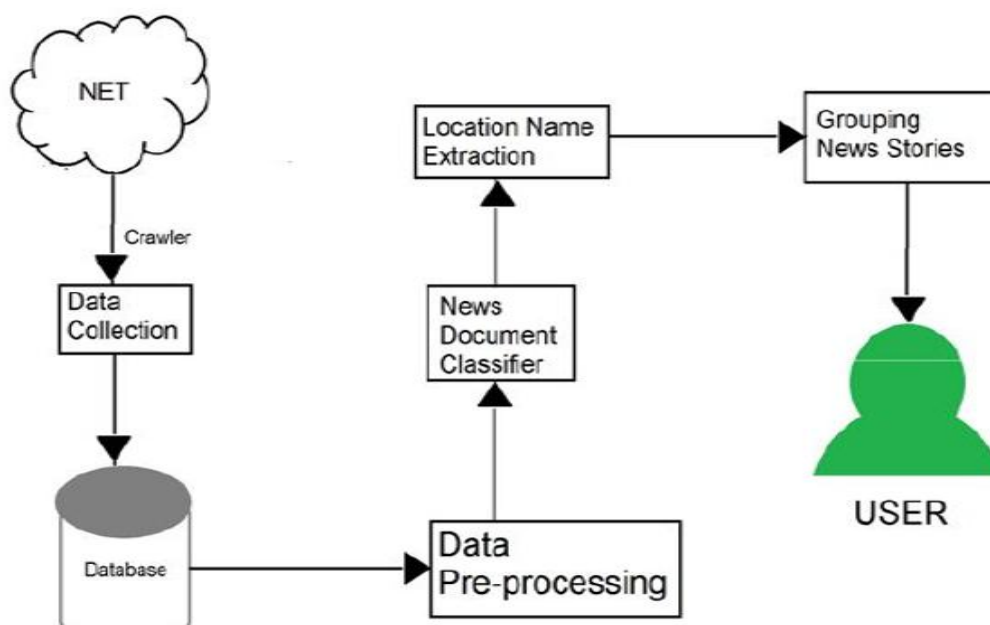 NET
Crawler
Data
Collection
Database
Data
Pre-processing
News
Document
Classifier
Location Name
Extraction
Grouping
News Stories
USER